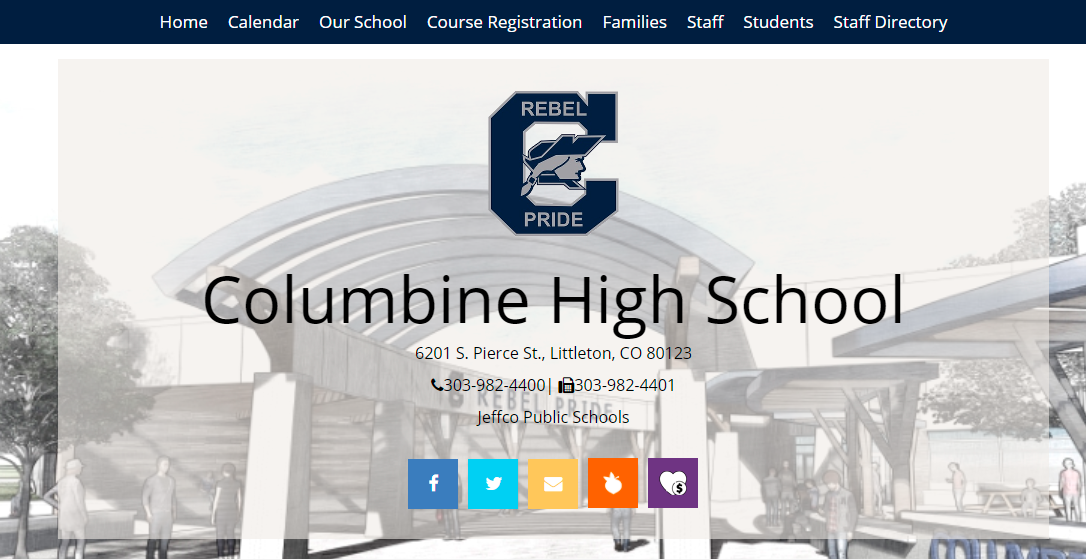 Home Calendar Our School Course Registration Families Staff Students Staff Directory
REBEL
PRIDE
Columbine High School
6201 S. Pierce St., Littleton, CO 80123
303-982-4400| 303-982-4401
REBEL PRIDE
Jeffco Public Schools